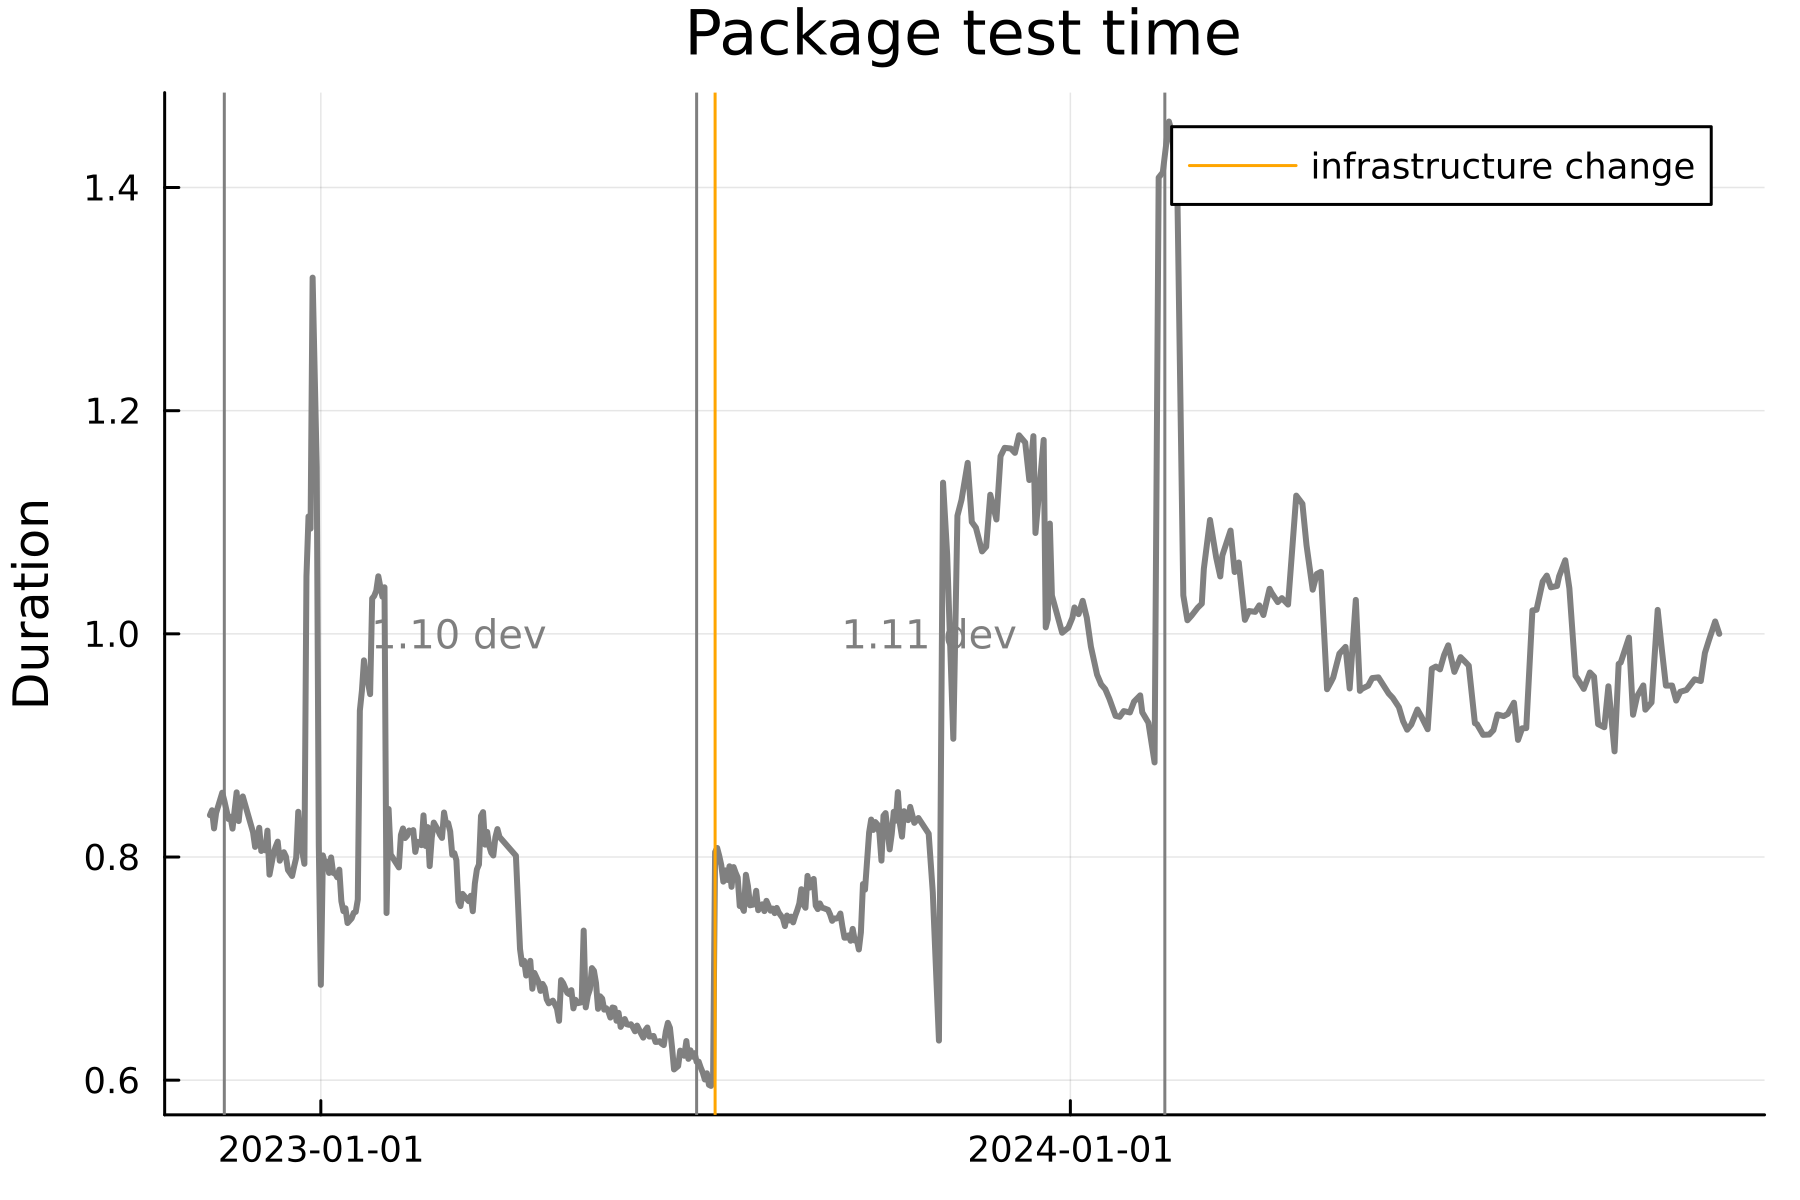 Package test time
infrastructure change
1.4
1.2
1.0
0.8
0.6
Duration
1.10 dev
1.11 dev
2023-01-01
2024-01-01